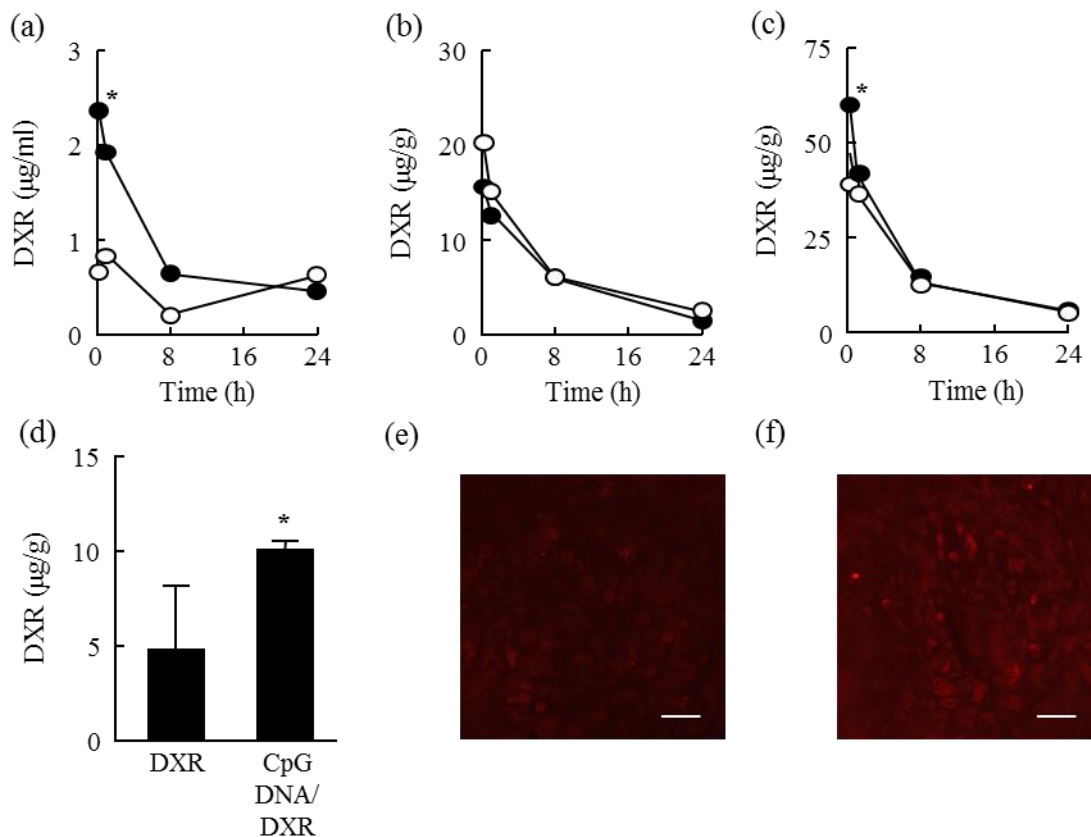 (a)
3
2
1
0
DXR (μg/ml)
*
0 8 16 24
Time (h)
(b)
30
20
10
0
DXR (μg/g)
0 8 16 24
Time (h)
(c)
75
50
25
0
DXR (μg/g)
*
0 8 16 24
Time (h)
(d)
15
10
5
0
DXR (μg/g)
*
DXR
CpG
DNA/
DXR
(e)
(f)